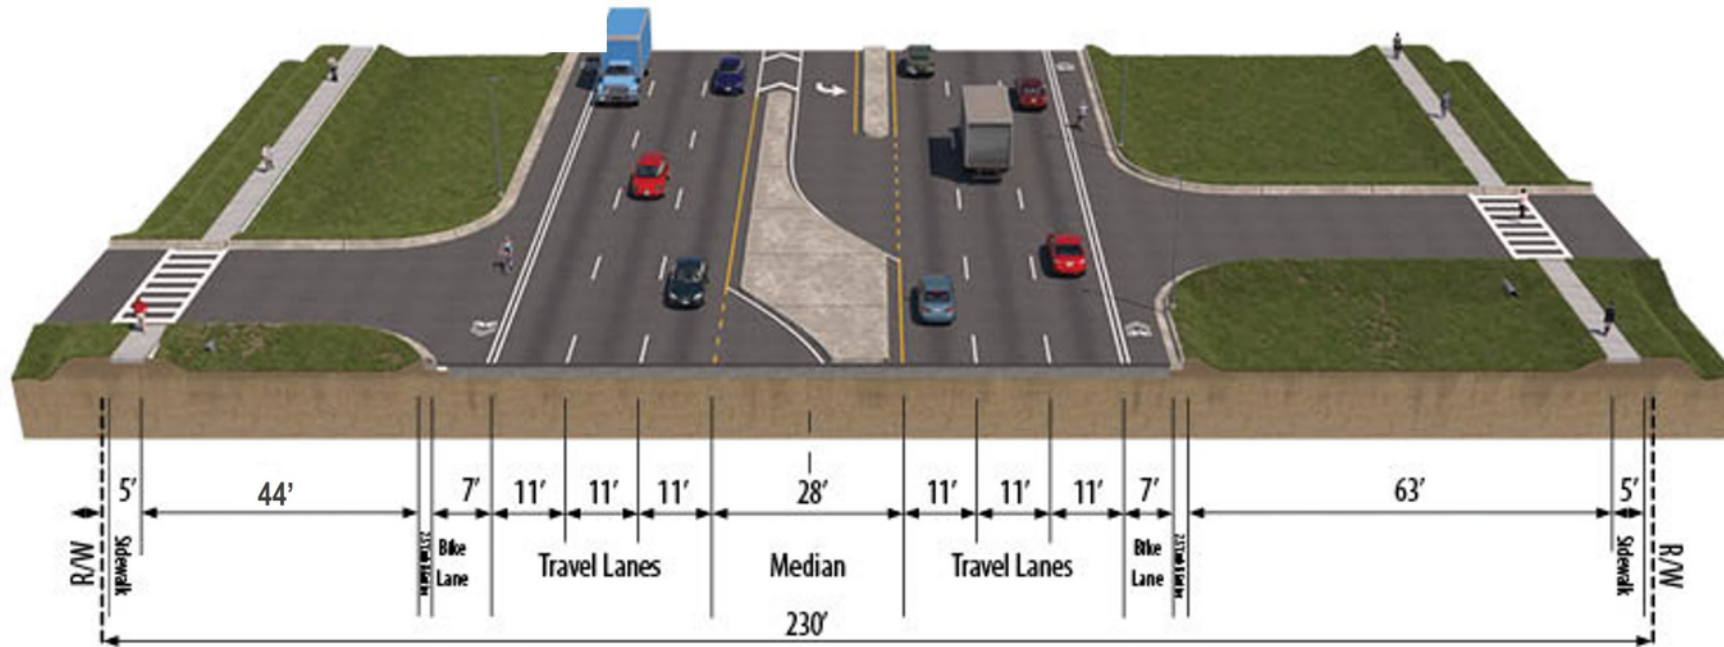 5’
44’
7’
11’
11’
11’
28’
11’
11’
11’
7’
63’
5’
R/W
Sidewalk
Bike
Lane
Travel Lanes
Median
Travel Lanes
Bike
Lane
Sidewalk
R/W
230’